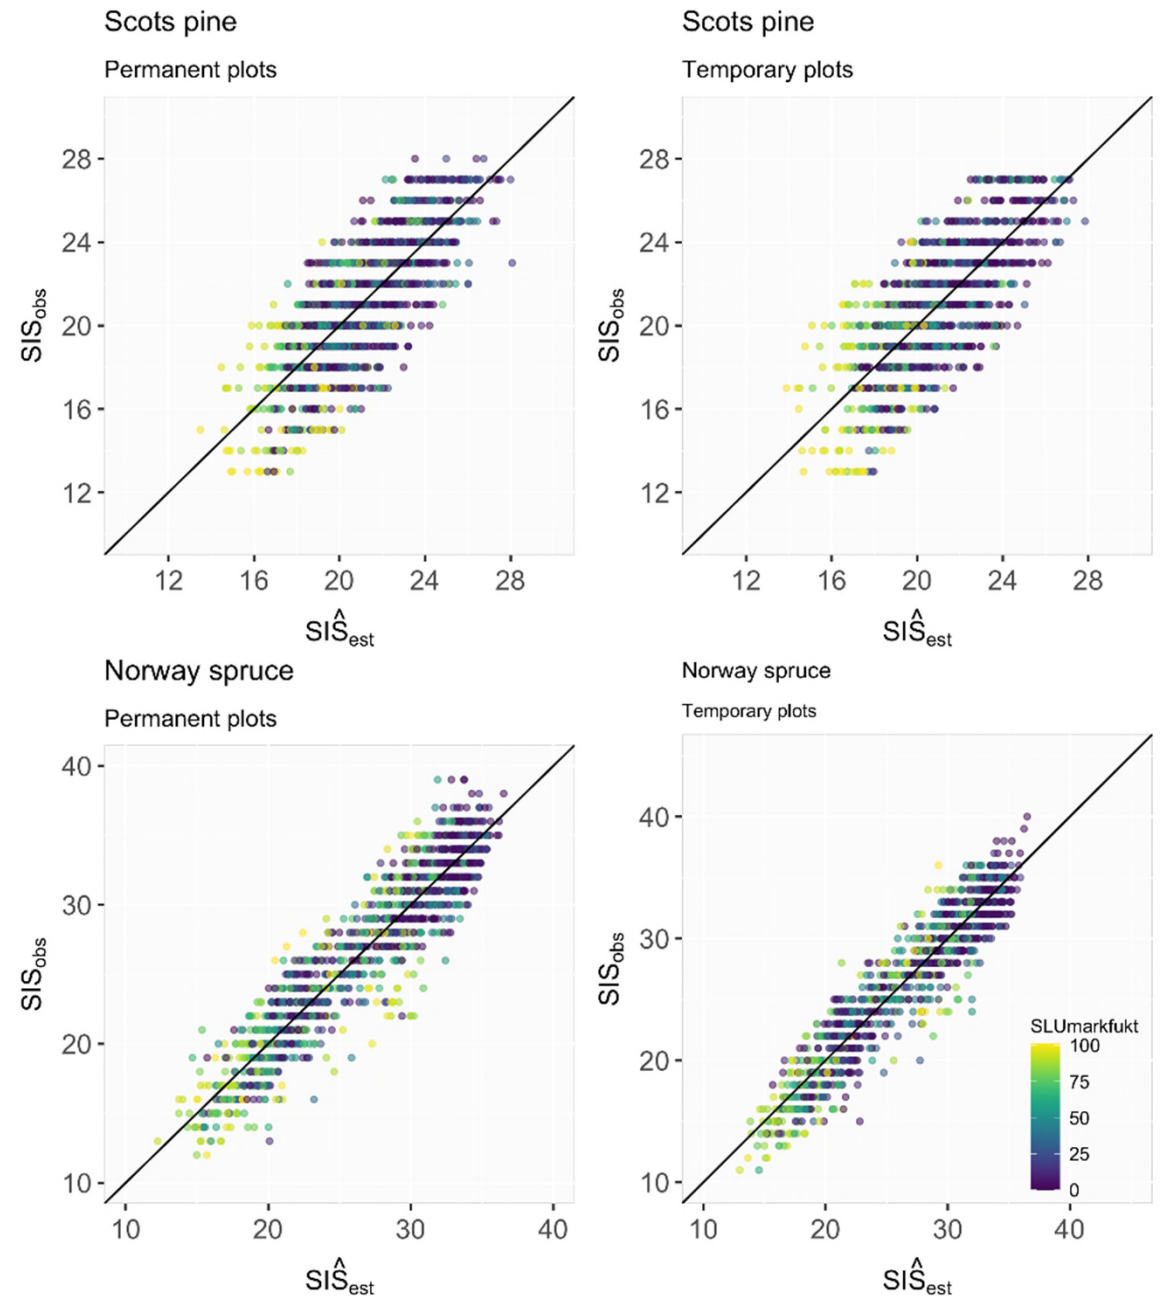 Scots pine
Permanent plots
28
24
20
16
12
SISobs
12 16 20 24 28
SIŜest
Scots pine
Temporary plots
28
24
20
16
12
SISobs
12 16 20 24 28
SIŜest
Norway spruce
Permanent plots
40
30
20
10
SISobs
10 20 30 40
SIŜest
Norway spruce
Temporary plots
40
30
20
10
SISobs
SLUmarkfukt
100
75
50
25
0
10 20 30 40
SIŜest